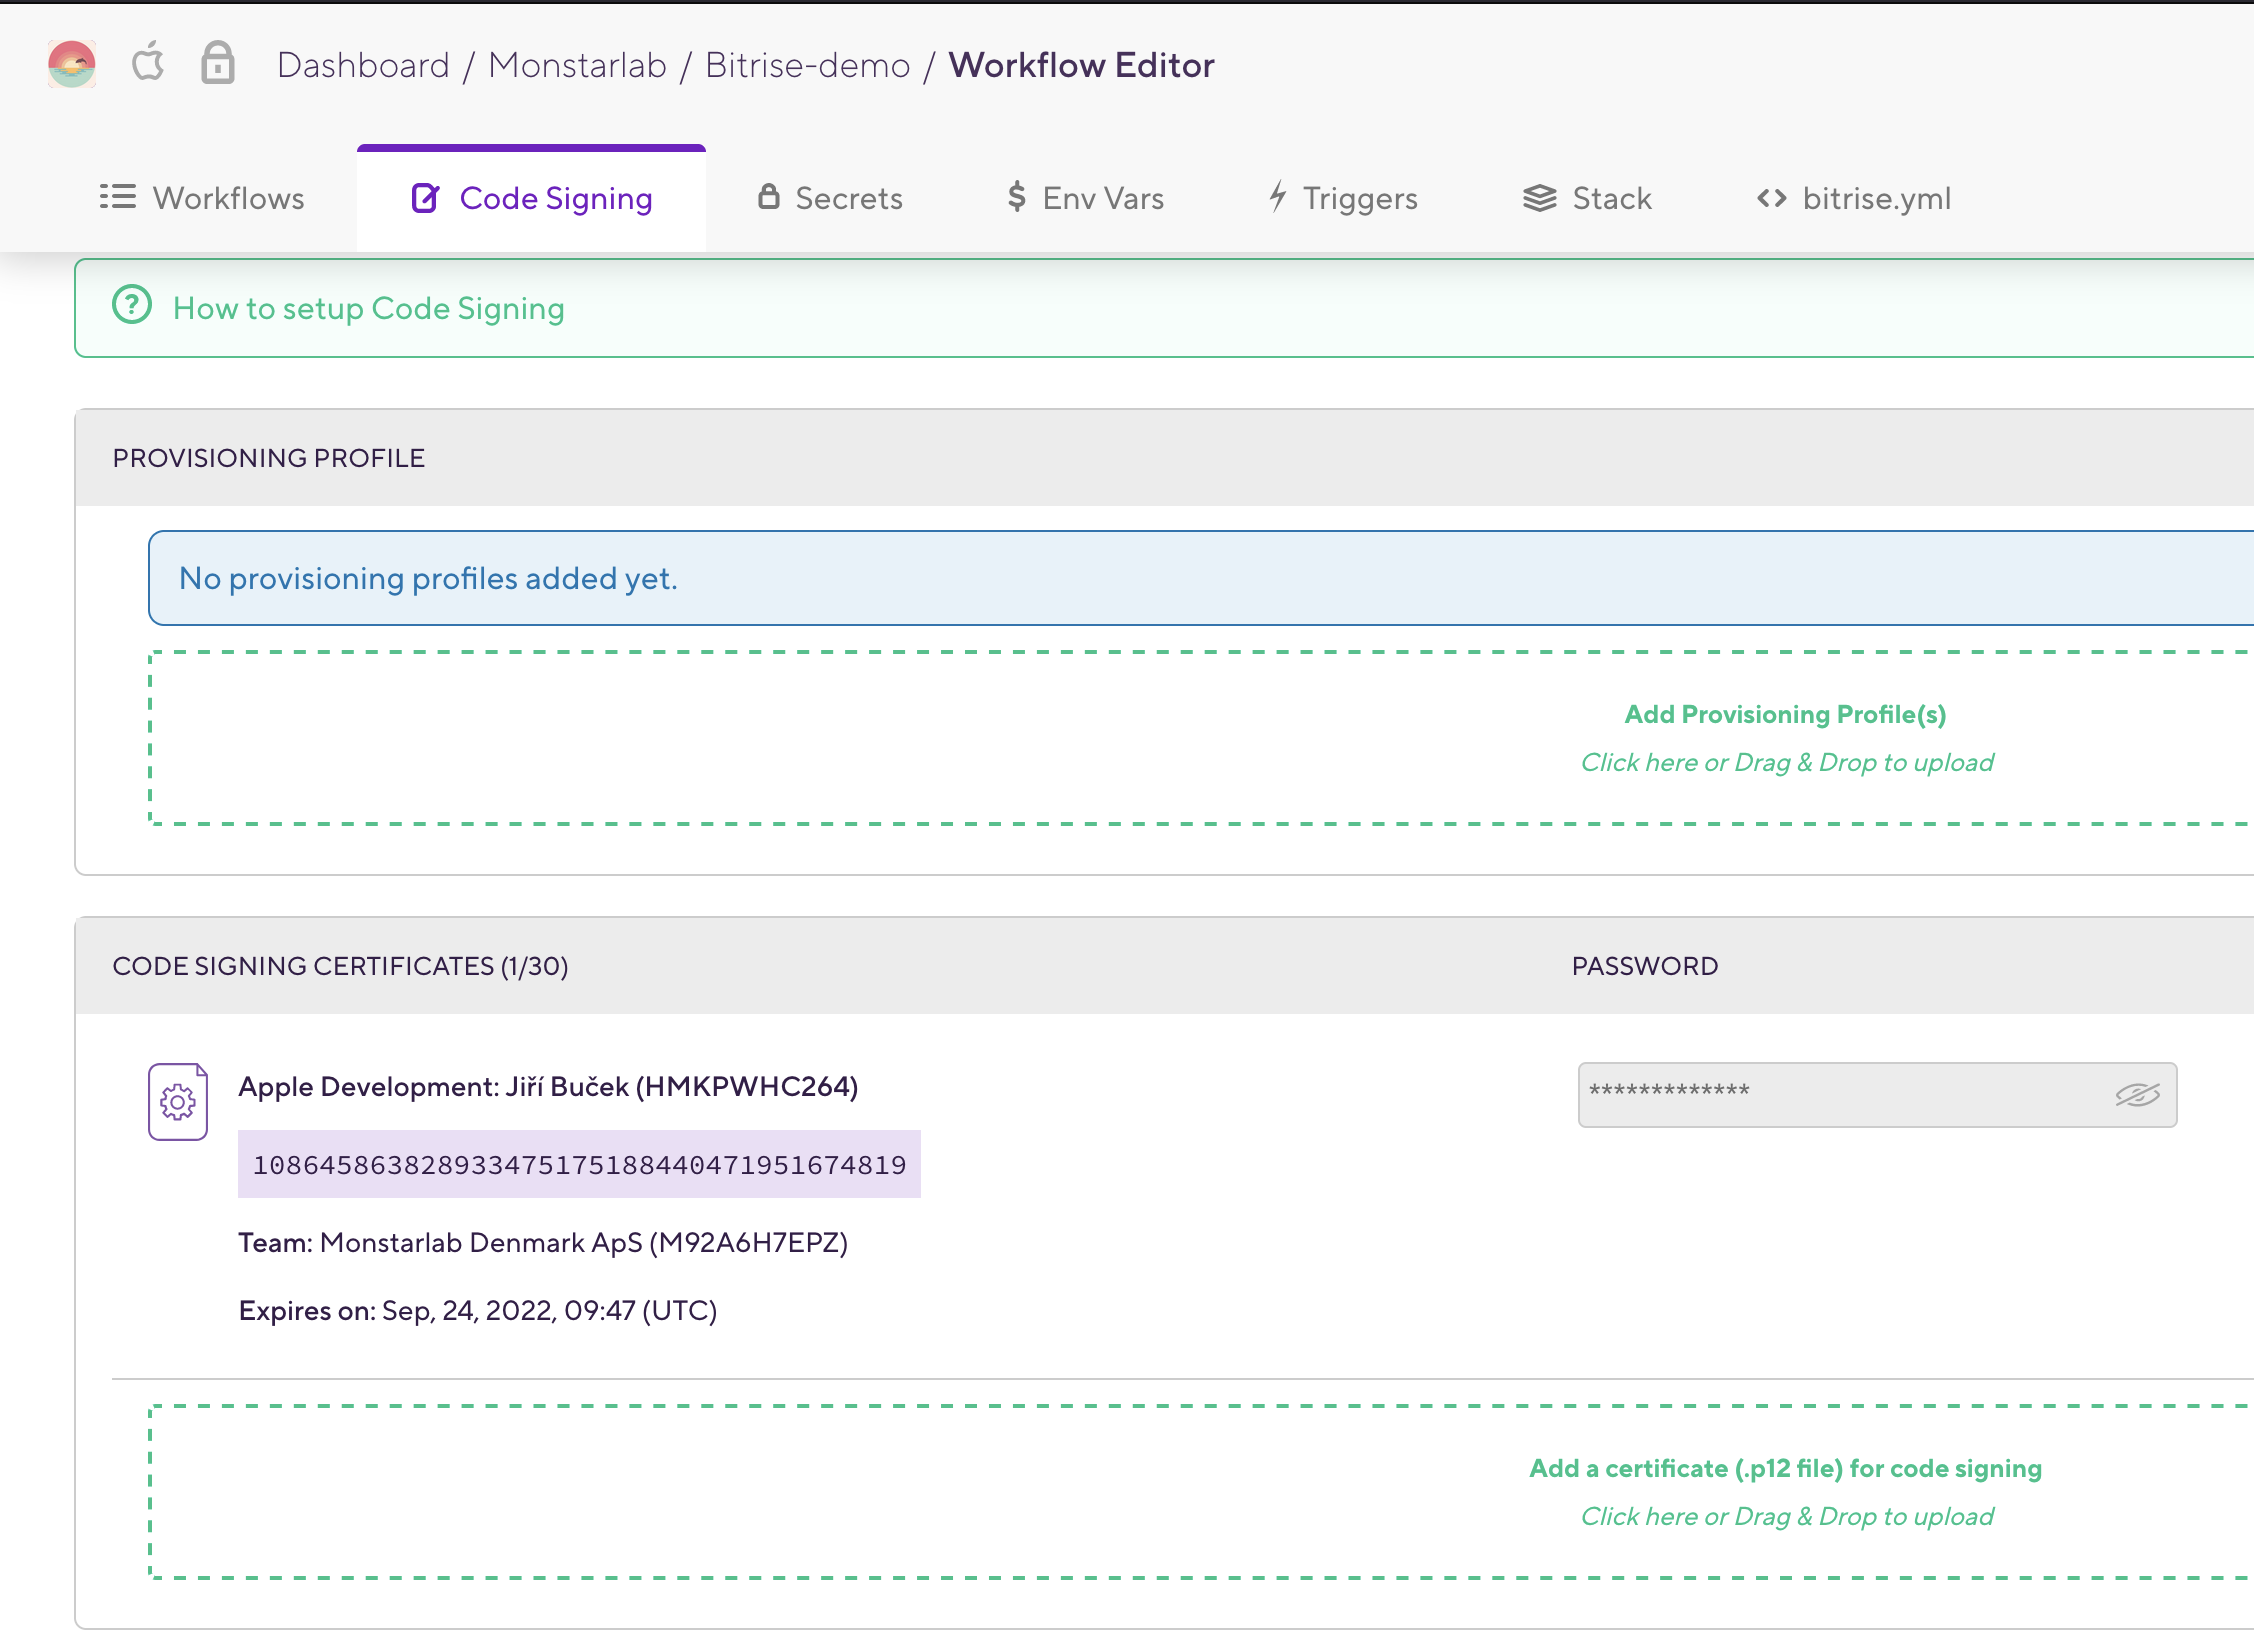 Dashboard / Monstarlab / Bitrise-demo / Workflow Editor
Workflows Code Signing Secrets $ Env Vars Triggers Stack <> bitrise.yml
? How to setup Code Signing
PROVISIONING PROFILE
No provisioning profiles added yet.
Add Provisioning Profile(s)
Click here or Drag & Drop to upload
CODE SIGNING CERTIFICATES (1/30) PASSWORD
Apple Development: Jiří Buček (HMKPWHC264) *************
108645863828933475175188440471951674819
Team: Monstarlab Denmark ApS (M92A6H7EPZ)
Expires on: Sep, 24, 2022, 09:47 (UTC)
Add a certificate (.p12 file) for code signing
Click here or Drag & Drop to upload